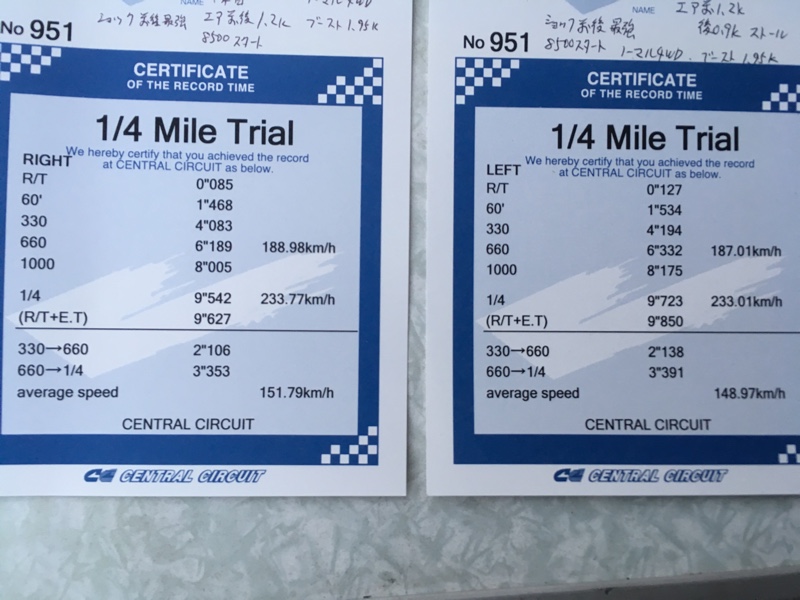 ショック前後最強 エア前後1.2k ブースト1.95k
8500スタート
No 951
CERTIFICATE
OF THE RECORD TIME
1/4 Mile Trial
We hereby certify that you achieved the record
at CENTRAL CIRCUIT as below.
RIGHT
R/T 0"085
60' 1"468
330 4"083
660 6"189 188.98km/h
1000 8"005
1/4 9"542 233.77km/h
(R/T+E.T) 9"627
330→660 2"106
660→1/4 3"353
average speed 151.79km/h
CENTRAL CIRCUIT
CENTRAL CIRCUIT
NAME エア前1.2k
ショック前後最強 後0.9k ストール
8500スタート ノーマル4WD. ブースト1.95k
No 951
CERTIFICATE
OF THE RECORD TIME
1/4 Mile Trial
We hereby certify that you achieved the record
at CENTRAL CIRCUIT as below.
LEFT
R/T 0"127
60' 1"534
330 4"194
660 6"332 187.01km/h
1000 8"175
1/4 9"723 233.01km/h
(R/T+E.T) 9"850
330→660 2"138
660→1/4 3"391
average speed 148.97km/h
CENTRAL CIRCUIT
CENTRAL CIRCUIT